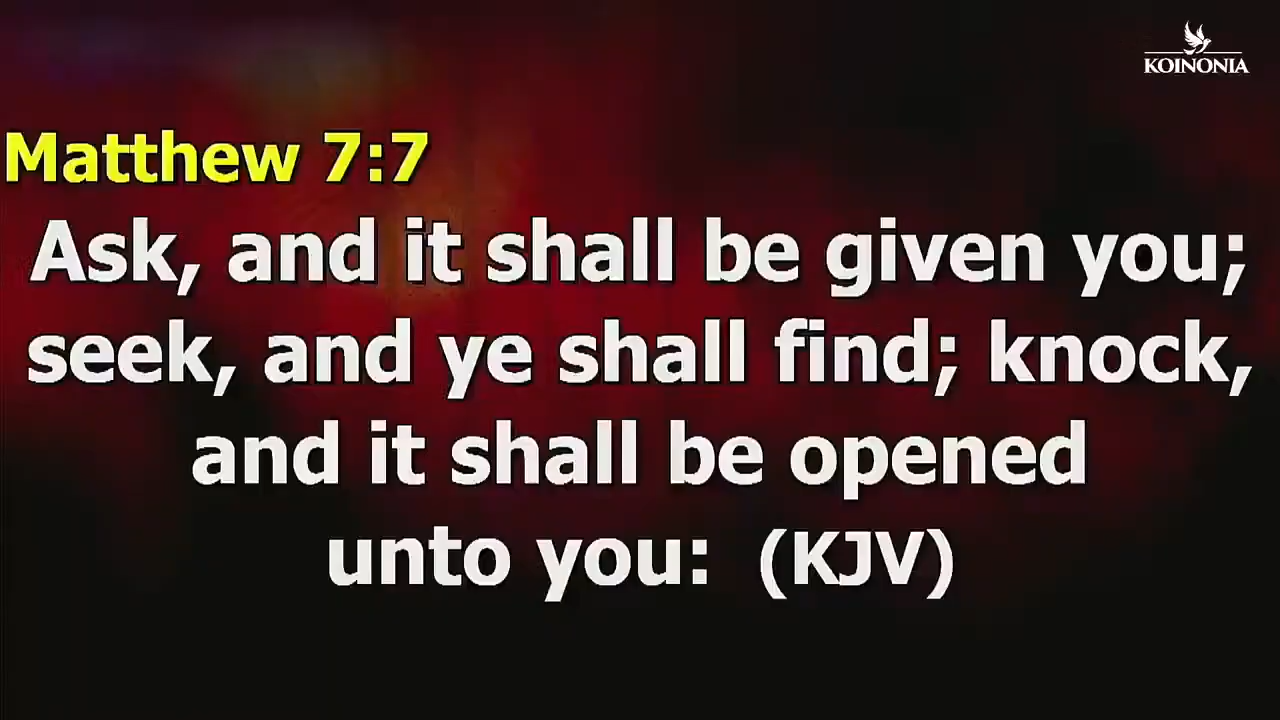 KOINONIA
Matthew 7:7
Ask, and it shall be given you;
seek, and ye shall find; knock,
and it shall be opened
unto you:  (KJV)